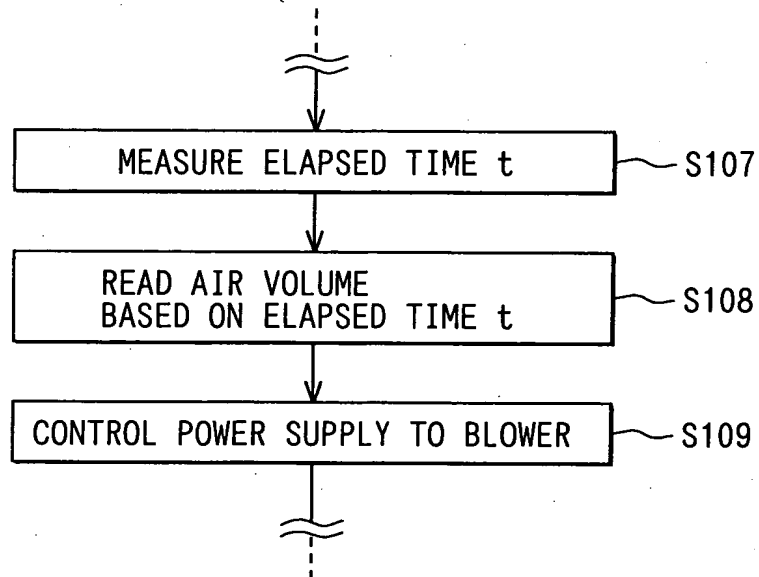 MEASURE ELAPSED TIME t
S107
READ AIR VOLUME
BASED ON ELAPSED TIME t
S108
CONTROL POWER SUPPLY TO BLOWER
S109